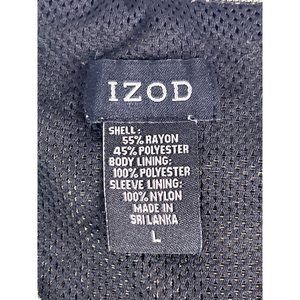 IZOD
SHELL:
55% RAYON
45% POLYESTER
BODY LINING:
100% POLYESTER
SLEEVE LINING:
100% NYLON
MADE IN
SRI LANKA
L